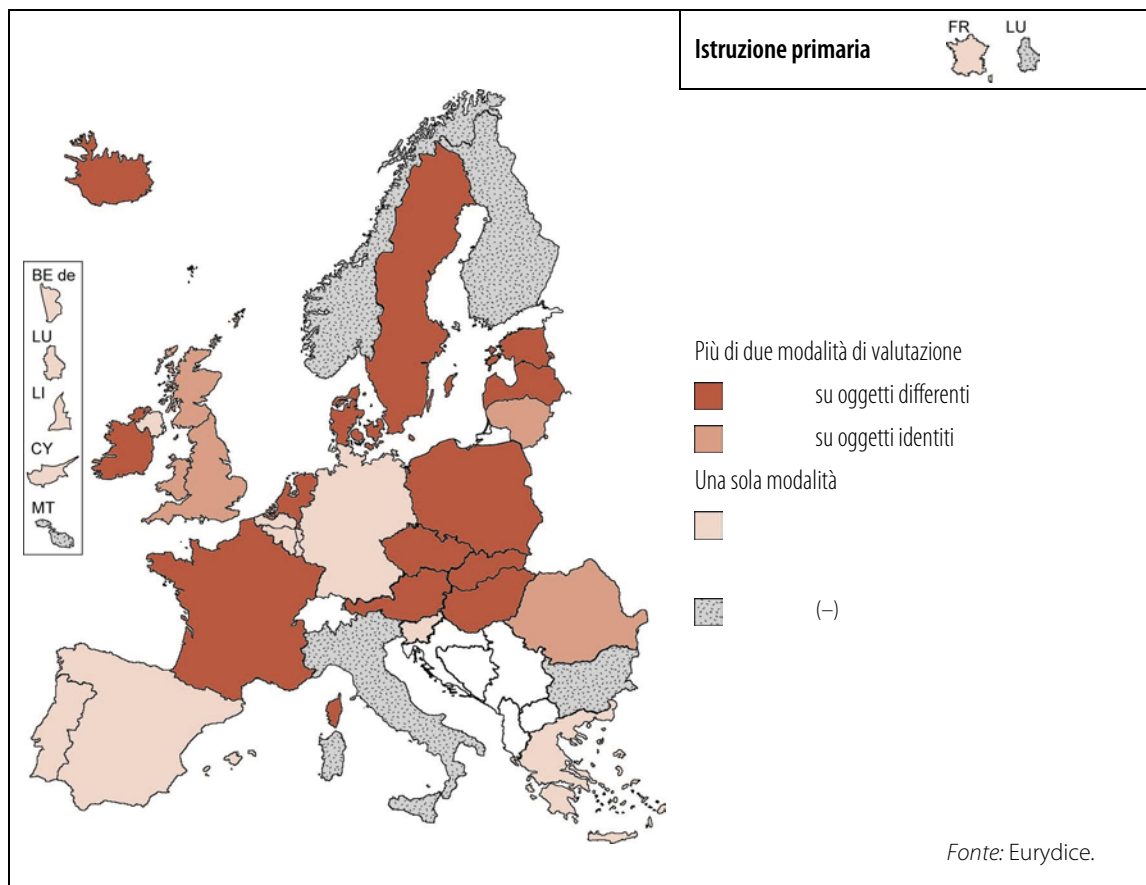 Istruzione primaria
FR LU
BE de
LU
LI
CY
MT
Più di due modalità di valutazione
su oggetti differenti
su oggetti identiti
Una sola modalità
(–)
Fonte: Eurydice.